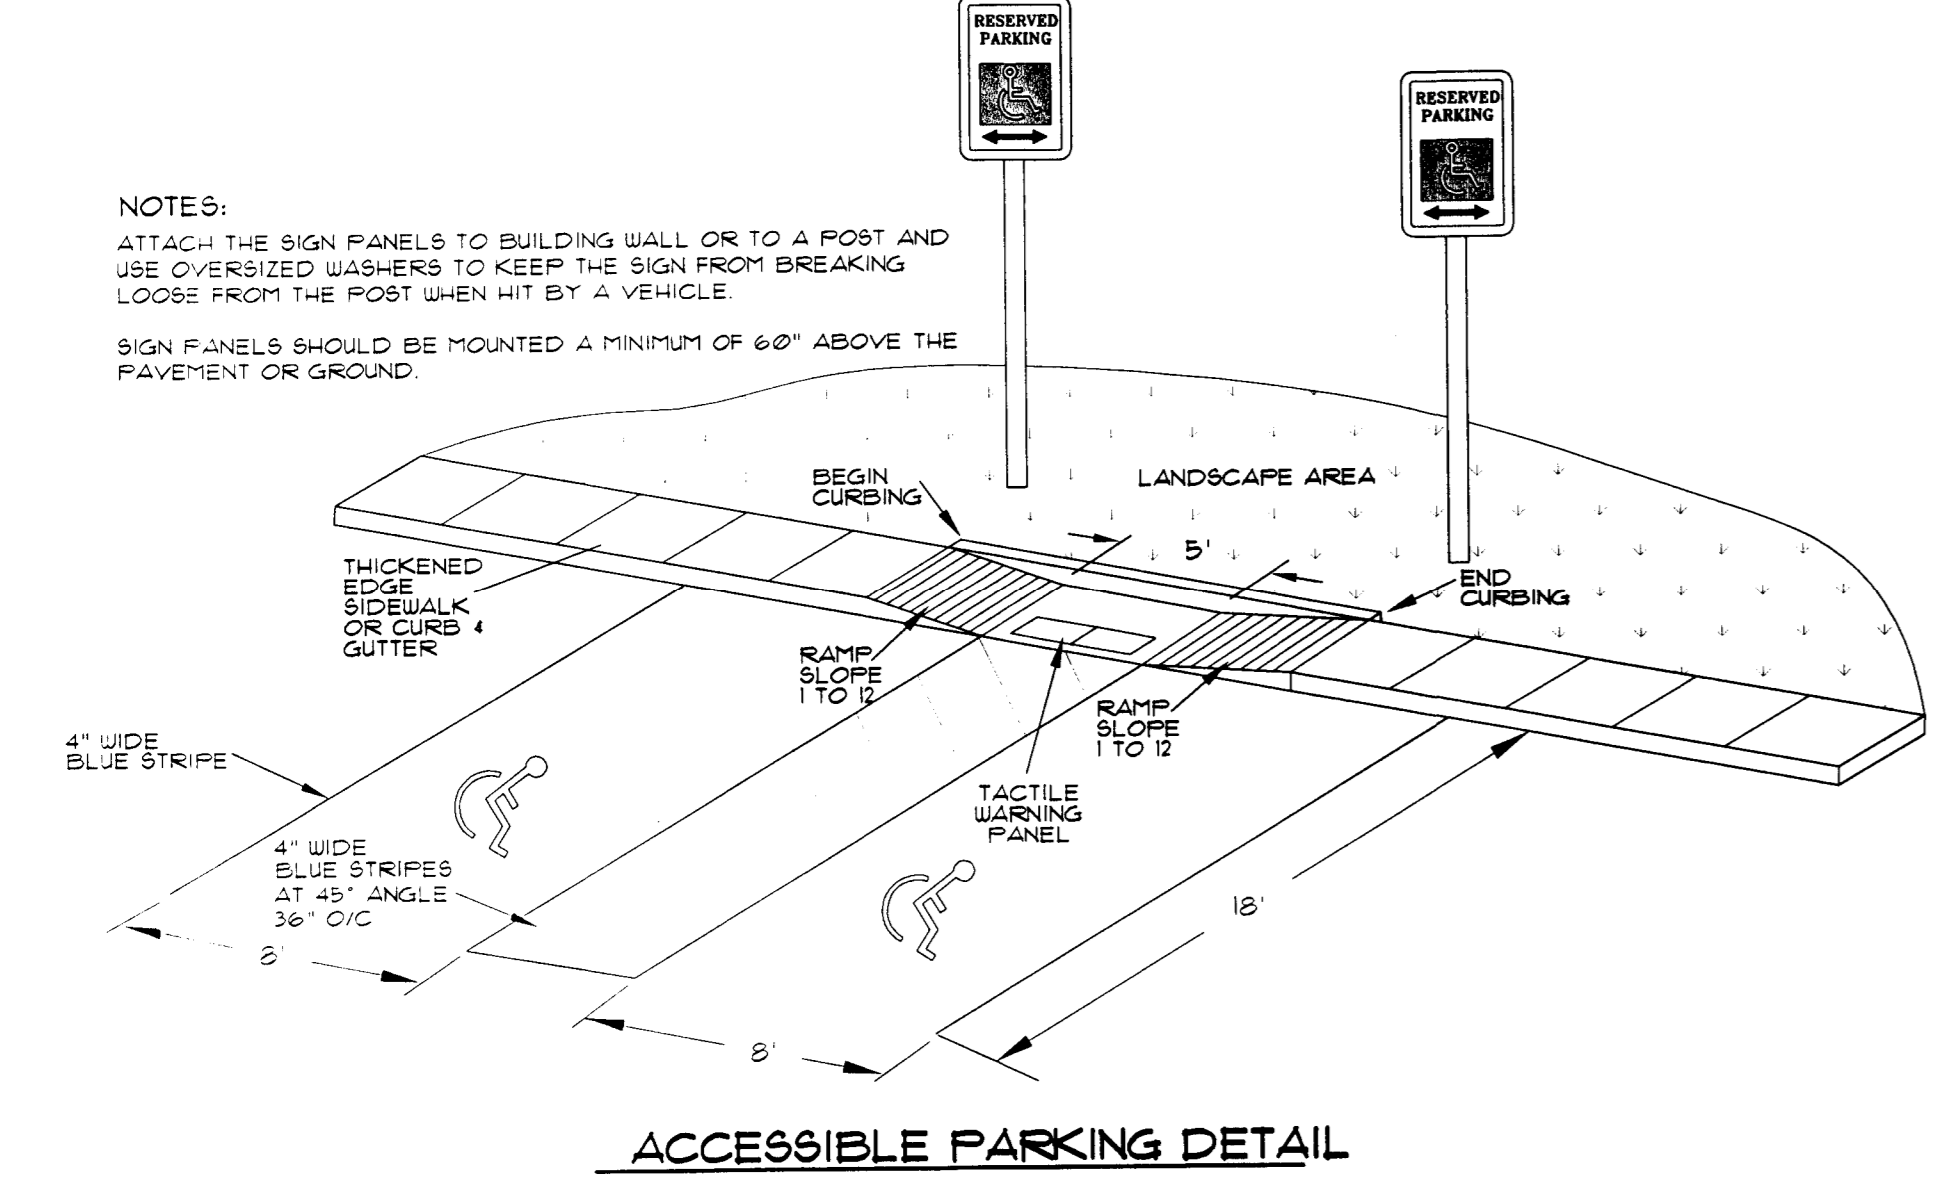 RESERVED
PARKING
RESERVED
PARKING
NOTES:
ATTACH THE SIGN PANELS TO BUILDING WALL OR TO A POST AND
USE OVERSIZED WASHERS TO KEEP THE SIGN FROM BREAKING
LOOSE FROM THE POST WHEN HIT BY A VEHICLE.
SIGN PANELS SHOULD BE MOUNTED A MINIMUM OF 60" ABOVE THE
PAVEMENT OR GROUND.
BEGIN
CURBING
LANDSCAPE AREA
5'
THICKENED
EDGE
SIDEWALK
OR CURB &
GUTTER
END
CURBING
RAMP
SLOPE
1 TO 12
RAMP
SLOPE
1 TO 12
4" WIDE
BLUE STRIPE
TACTILE
WARNING
PANEL
4" WIDE
BLUE STRIPES
AT 45° ANGLE
36" O/C
18'
8'
8'
ACCESSIBLE PARKING DETAIL